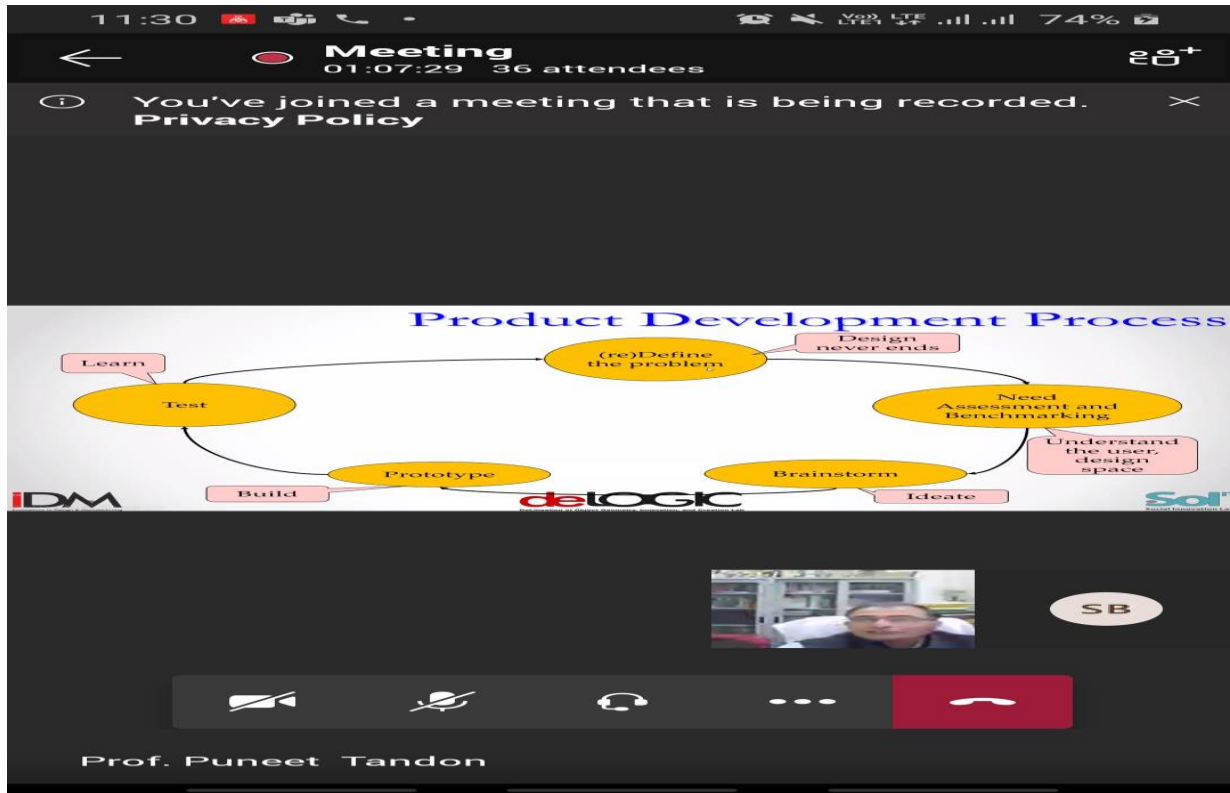 11:30
LTE 74%
Meeting
01:07:29 36 attendees
You've joined a meeting that is being recorded.
Privacy Policy
Product Development Process
Learn
(re)Define
the problem
Design
never ends
Test
Need
Assessment and
Benchmarking
Understand
the user,
design
space
Prototype
Brainstorm
Build
Ideate
iDM
deLOGIC
SoI
SB
Prof. Puneet Tandon